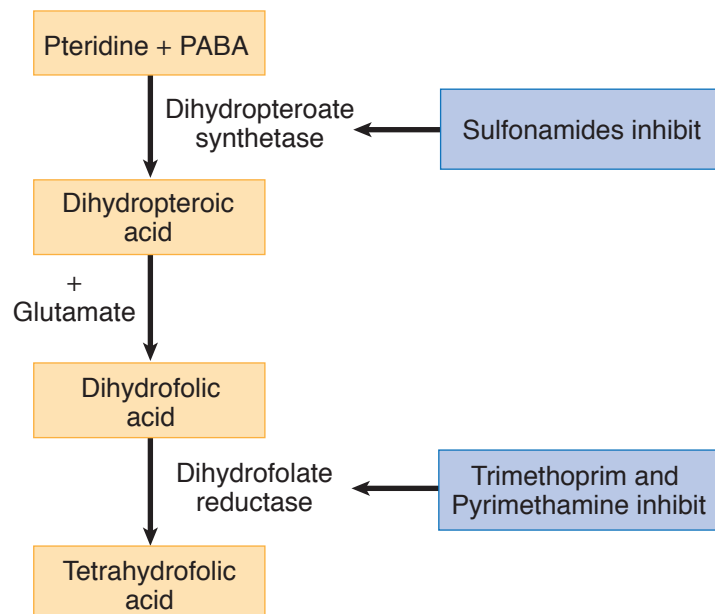 Pteridine + PABA
Dihydropteroate
synthetase
Sulfonamides inhibit
Dihydropteroic
acid
+
Glutamate
Dihydrofolic
acid
Dihydrofolate
reductase
Trimethoprim and
Pyrimethamine inhibit
Tetrahydrofolic
acid